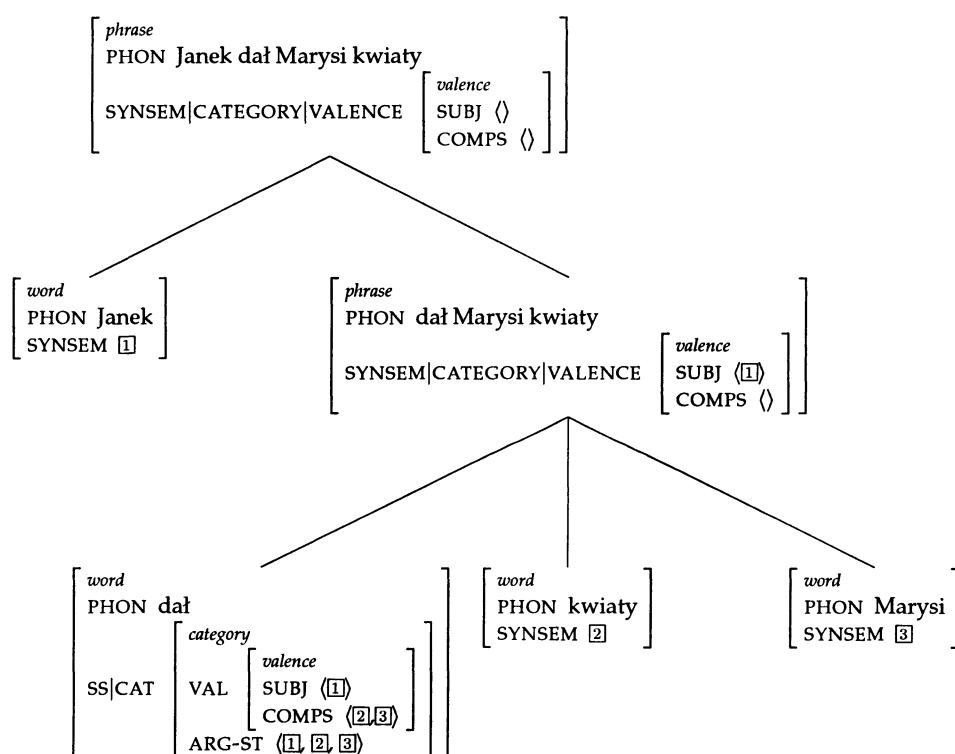 phrase
PHON Janek dał Marysi kwiaty
valence
SYNSEM|CATEGORY|VALENCE SUBJ ⟨⟩
COMPS ⟨⟩
word
PHON Janek
SYNSEM 1
phrase
PHON dał Marysi kwiaty
valence
SYNSEM|CATEGORY|VALENCE SUBJ ⟨1⟩
COMPS ⟨⟩
word
PHON dał
category
valence
SS|CAT VAL SUBJ ⟨1⟩
COMPS ⟨2,3⟩
ARG-ST ⟨1, 2, 3⟩
word
PHON kwiaty
SYNSEM 2
word
PHON Marysi
SYNSEM 3